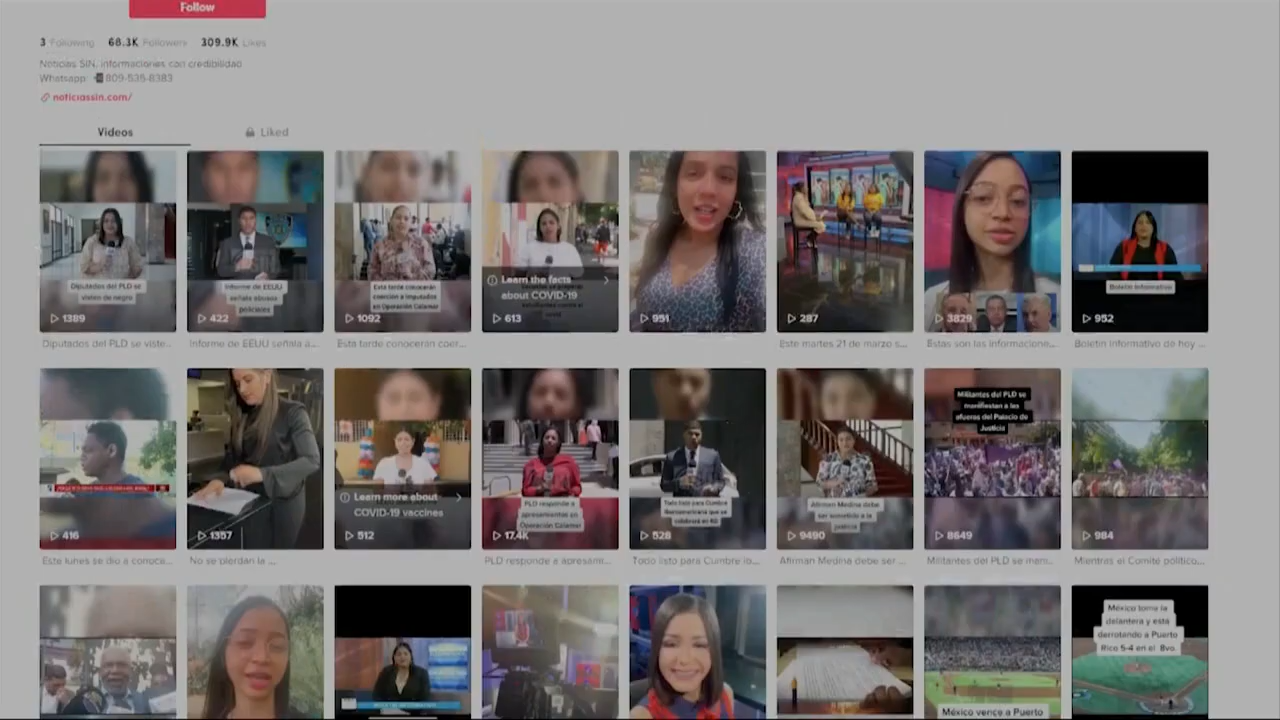 Follow
3 Following 68.3K Followers 309.9K Likes
Noticias SIN, informaciones con credibilidad
Whatsapp: 809-535-8383
noticiassin.com/
Videos
Liked
Diputados del PLD se
visten de negro
1389
Informe de EEUU
señala abusos
policiales
422
Esta tarde conocerán
coerción a imputados
en Operación Calamar
1092
Learn the facts
about COVID-19
613
951
287
3829
Boletín Informativo
952
Diputados del PLD se viste..
Informe de EEUU señala a...
Esta tarde conocerán coer...
Este martes 21 de marzo s...
Estas son las informacione...
Boletín Informativo de hoy ...
416
1357
Learn more about
COVID-19 vaccines
512
PLD responde a
apresamientos en
Operación Calamar
17.4K
Todo listo para Cumbre
Iberoamericana que se
celebrará en RD
528
Afirman Medina debe
ser sometido a la
justicia
9490
Militantes del PLD se
manifiestan a las
afueras del Palacio de
Justicia
8649
984
Este lunes se dio a conoce...
No se pierdan la ...
PLD responde a apresami...
Todo listo para Cumbre Ib...
Afirman Medina debe ser ...
Militantes del PLD se mani...
Mientras el Comité político...
México vence a Puerto
México toma la
delantera y está
derrotando a Puerto
Rico 5-4 en el 8vo.